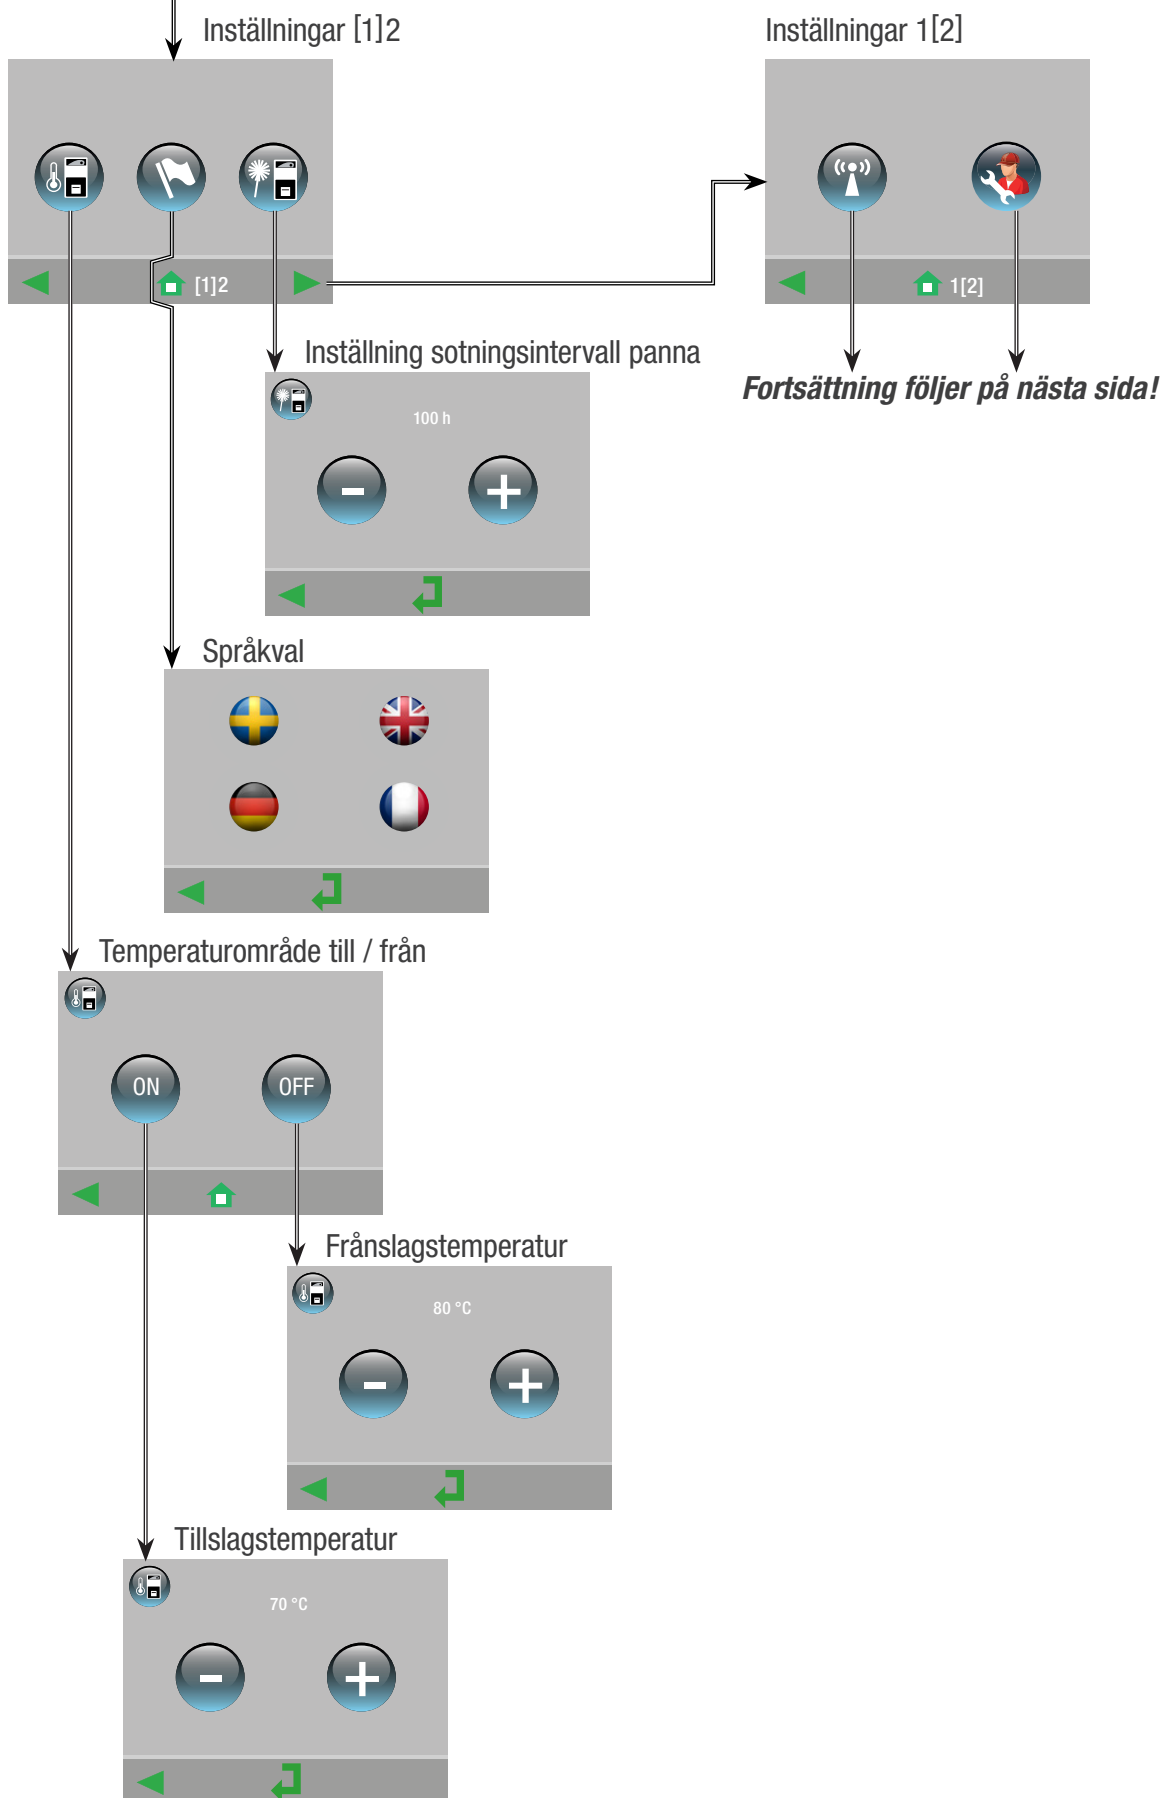 Inställningar [1]2
Inställningar 1[2]
[1]2
1[2]
Inställning sotningsintervall panna
Fortsättning följer på nästa sida!
100 h
-
+
Språkval
Temperaturområde till / från
ON
OFF
Frånslagstemperatur
80 °C
-
+
Tillslagstemperatur
70 °C
-
+